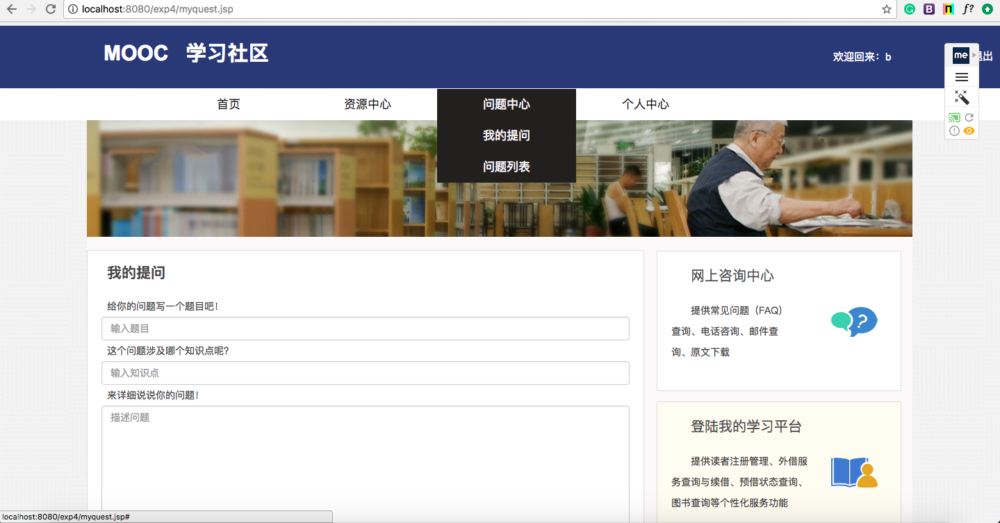 localhost:8080/exp4/myquest.jsp
MOOC 学习社区
欢迎回来：b
me
退出
首页
资源中心
问题中心
个人中心
我的提问
问题列表
我的提问
给你的问题写一个题目吧！
输入题目
这个问题涉及哪个知识点呢?
输入知识点
来详细说说你的问题！
描述问题
网上咨询中心
提供常见问题（FAQ）
查询、电话咨询、邮件查
询、原文下载
登陆我的学习平台
提供读者注册管理、外借服
务查询与续借、预借状态查询、
图书查询等个性化服务功能
localhost:8080/exp4/myquest.jsp#